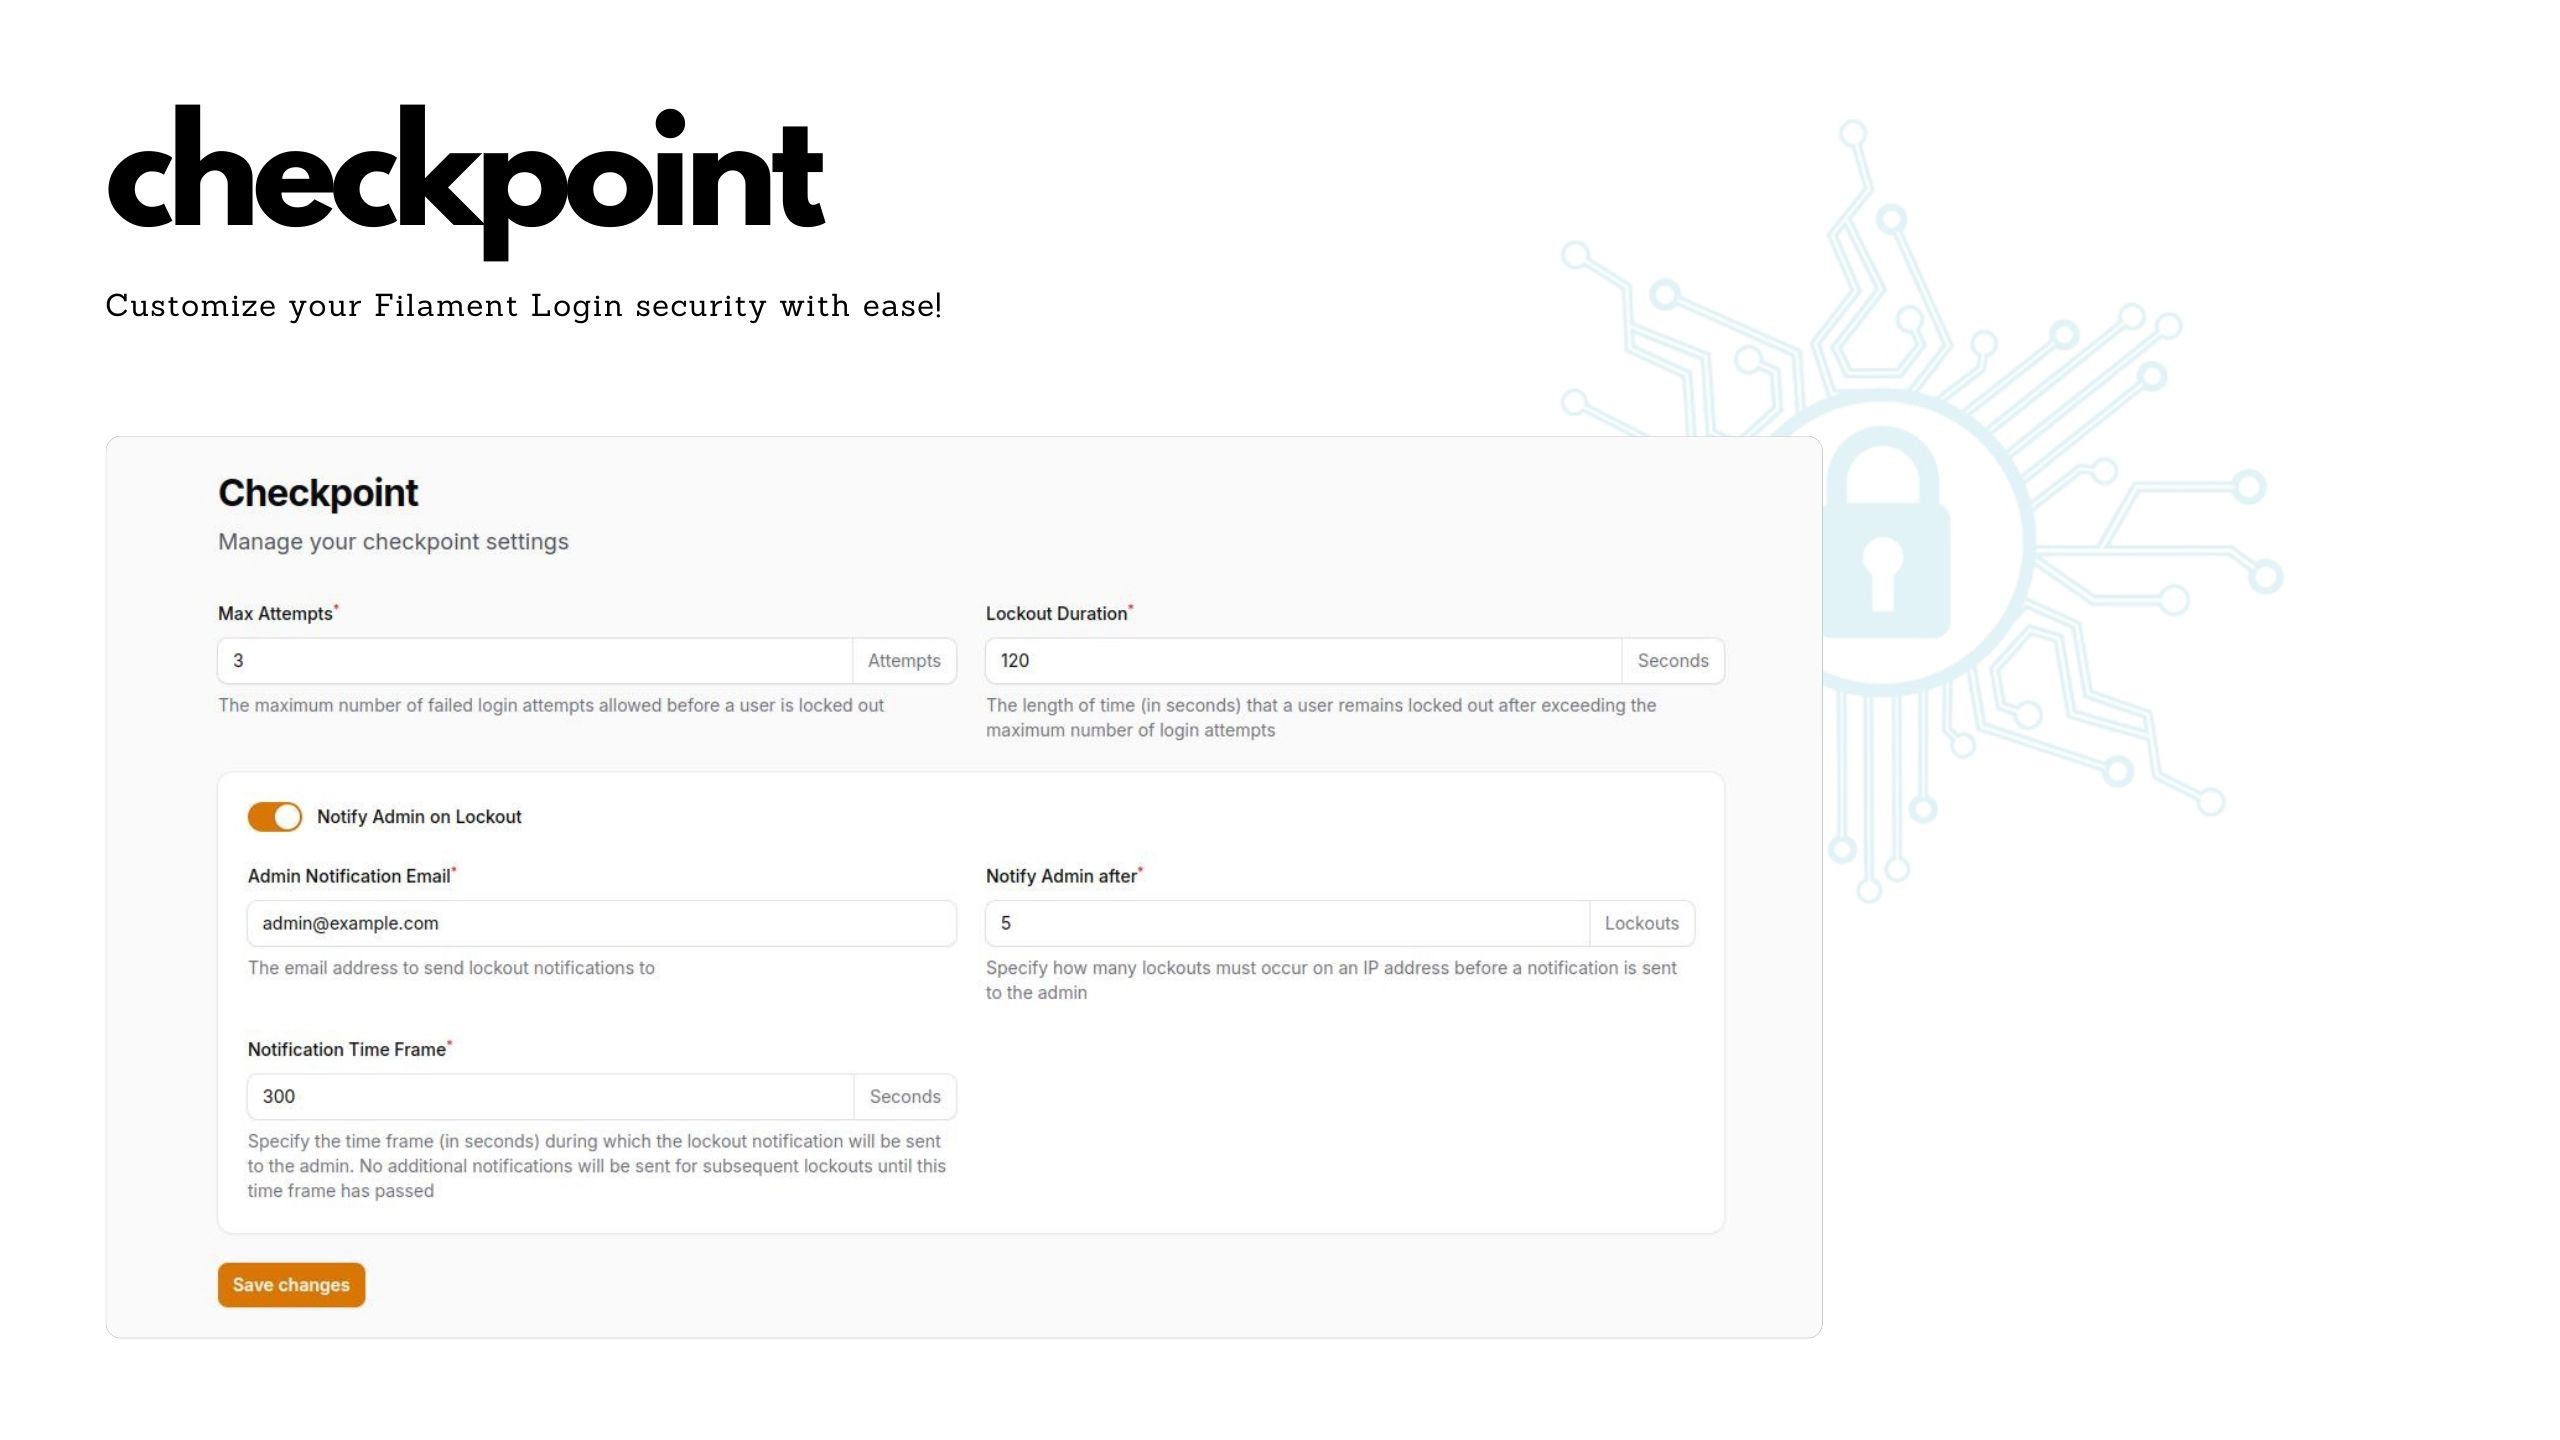 checkpoint
Customize your Filament Login security with ease!
Checkpoint
Manage your checkpoint settings
Max Attempts*
3 Attempts
The maximum number of failed login attempts allowed before a user is locked out
Lockout Duration*
120 Seconds
The length of time (in seconds) that a user remains locked out after exceeding the
maximum number of login attempts
Notify Admin on Lockout
Admin Notification Email*
admin@example.com
The email address to send lockout notifications to
Notify Admin after*
5 Lockouts
Specify how many lockouts must occur on an IP address before a notification is sent
to the admin
Notification Time Frame*
300 Seconds
Specify the time frame (in seconds) during which the lockout notification will be sent
to the admin. No additional notifications will be sent for subsequent lockouts until this
time frame has passed
Save changes